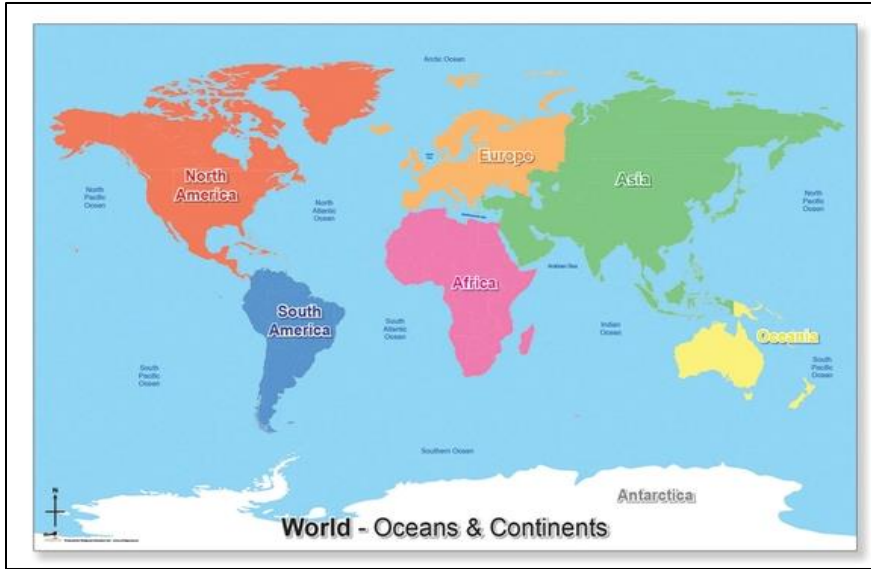 Arctic Ocean
Europe
North
America
Asia
North
Pacific
Ocean
North
Atlantic
Ocean
North
Pacific
Ocean
Arabian Sea
Africa
South
America
South
Atlantic
Ocean
Indian
Ocean
Oceania
South
Pacific
Ocean
South
Pacific
Ocean
Southern Ocean
Antarctica
N
World - Oceans & Continents